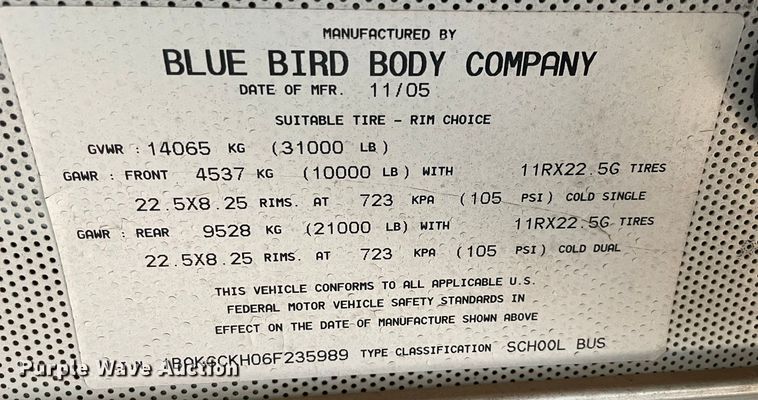 MANUFACTURED BY
BLUE BIRD BODY COMPANY
DATE OF MFR. 11/05
SUITABLE TIRE - RIM CHOICE
GVWR : 14065 KG (31000 LB)
GAWR : FRONT 4537 KG (10000 LB) WITH 11RX22.5G TIRES
22.5X8.25 RIMS. AT 723 KPA (105 PSI) COLD SINGLE
GAWR : REAR 9528 KG (21000 LB) WITH 11RX22.5G TIRES
22.5X8.25 RIMS. AT 723 KPA (105 PSI) COLD DUAL
THIS VEHICLE CONFORMS TO ALL APPLICABLE U.S.
FEDERAL MOTOR VEHICLE SAFETY STANDARDS IN
EFFECT ON THE DATE OF MANUFACTURE SHOWN ABOVE
1BAKGCKH06F235989 TYPE CLASSIFICATION SCHOOL BUS
Purple Wave Auction